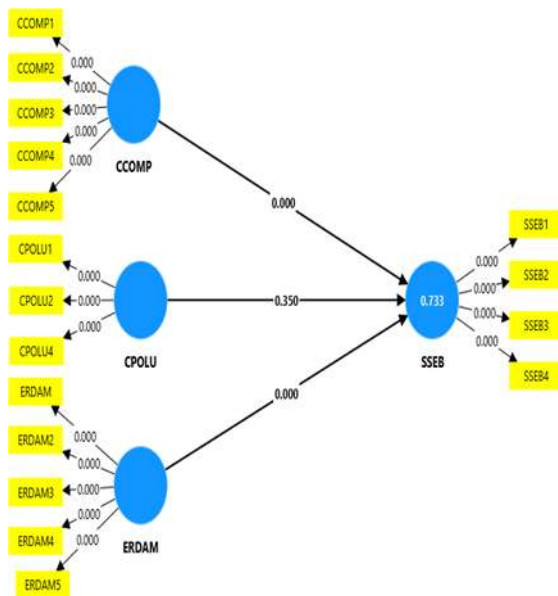 CCOMP1
0.000
CCOMP2
0.000
CCOMP3
0.000
CCOMP4
0.000
CCOMP5
0.000
CCOMP
0.000
CPOLU1
0.000
CPOLU2
0.000
CPOLU4
0.000
CPOLU
0.350
ERDAM
0.000
ERDAM2
0.000
ERDAM3
0.000
ERDAM4
0.000
ERDAM5
0.000
ERDAM
0.000
0.733
SSEB
SSEB1
0.000
SSEB2
0.000
SSEB3
0.000
SSEB4
0.000